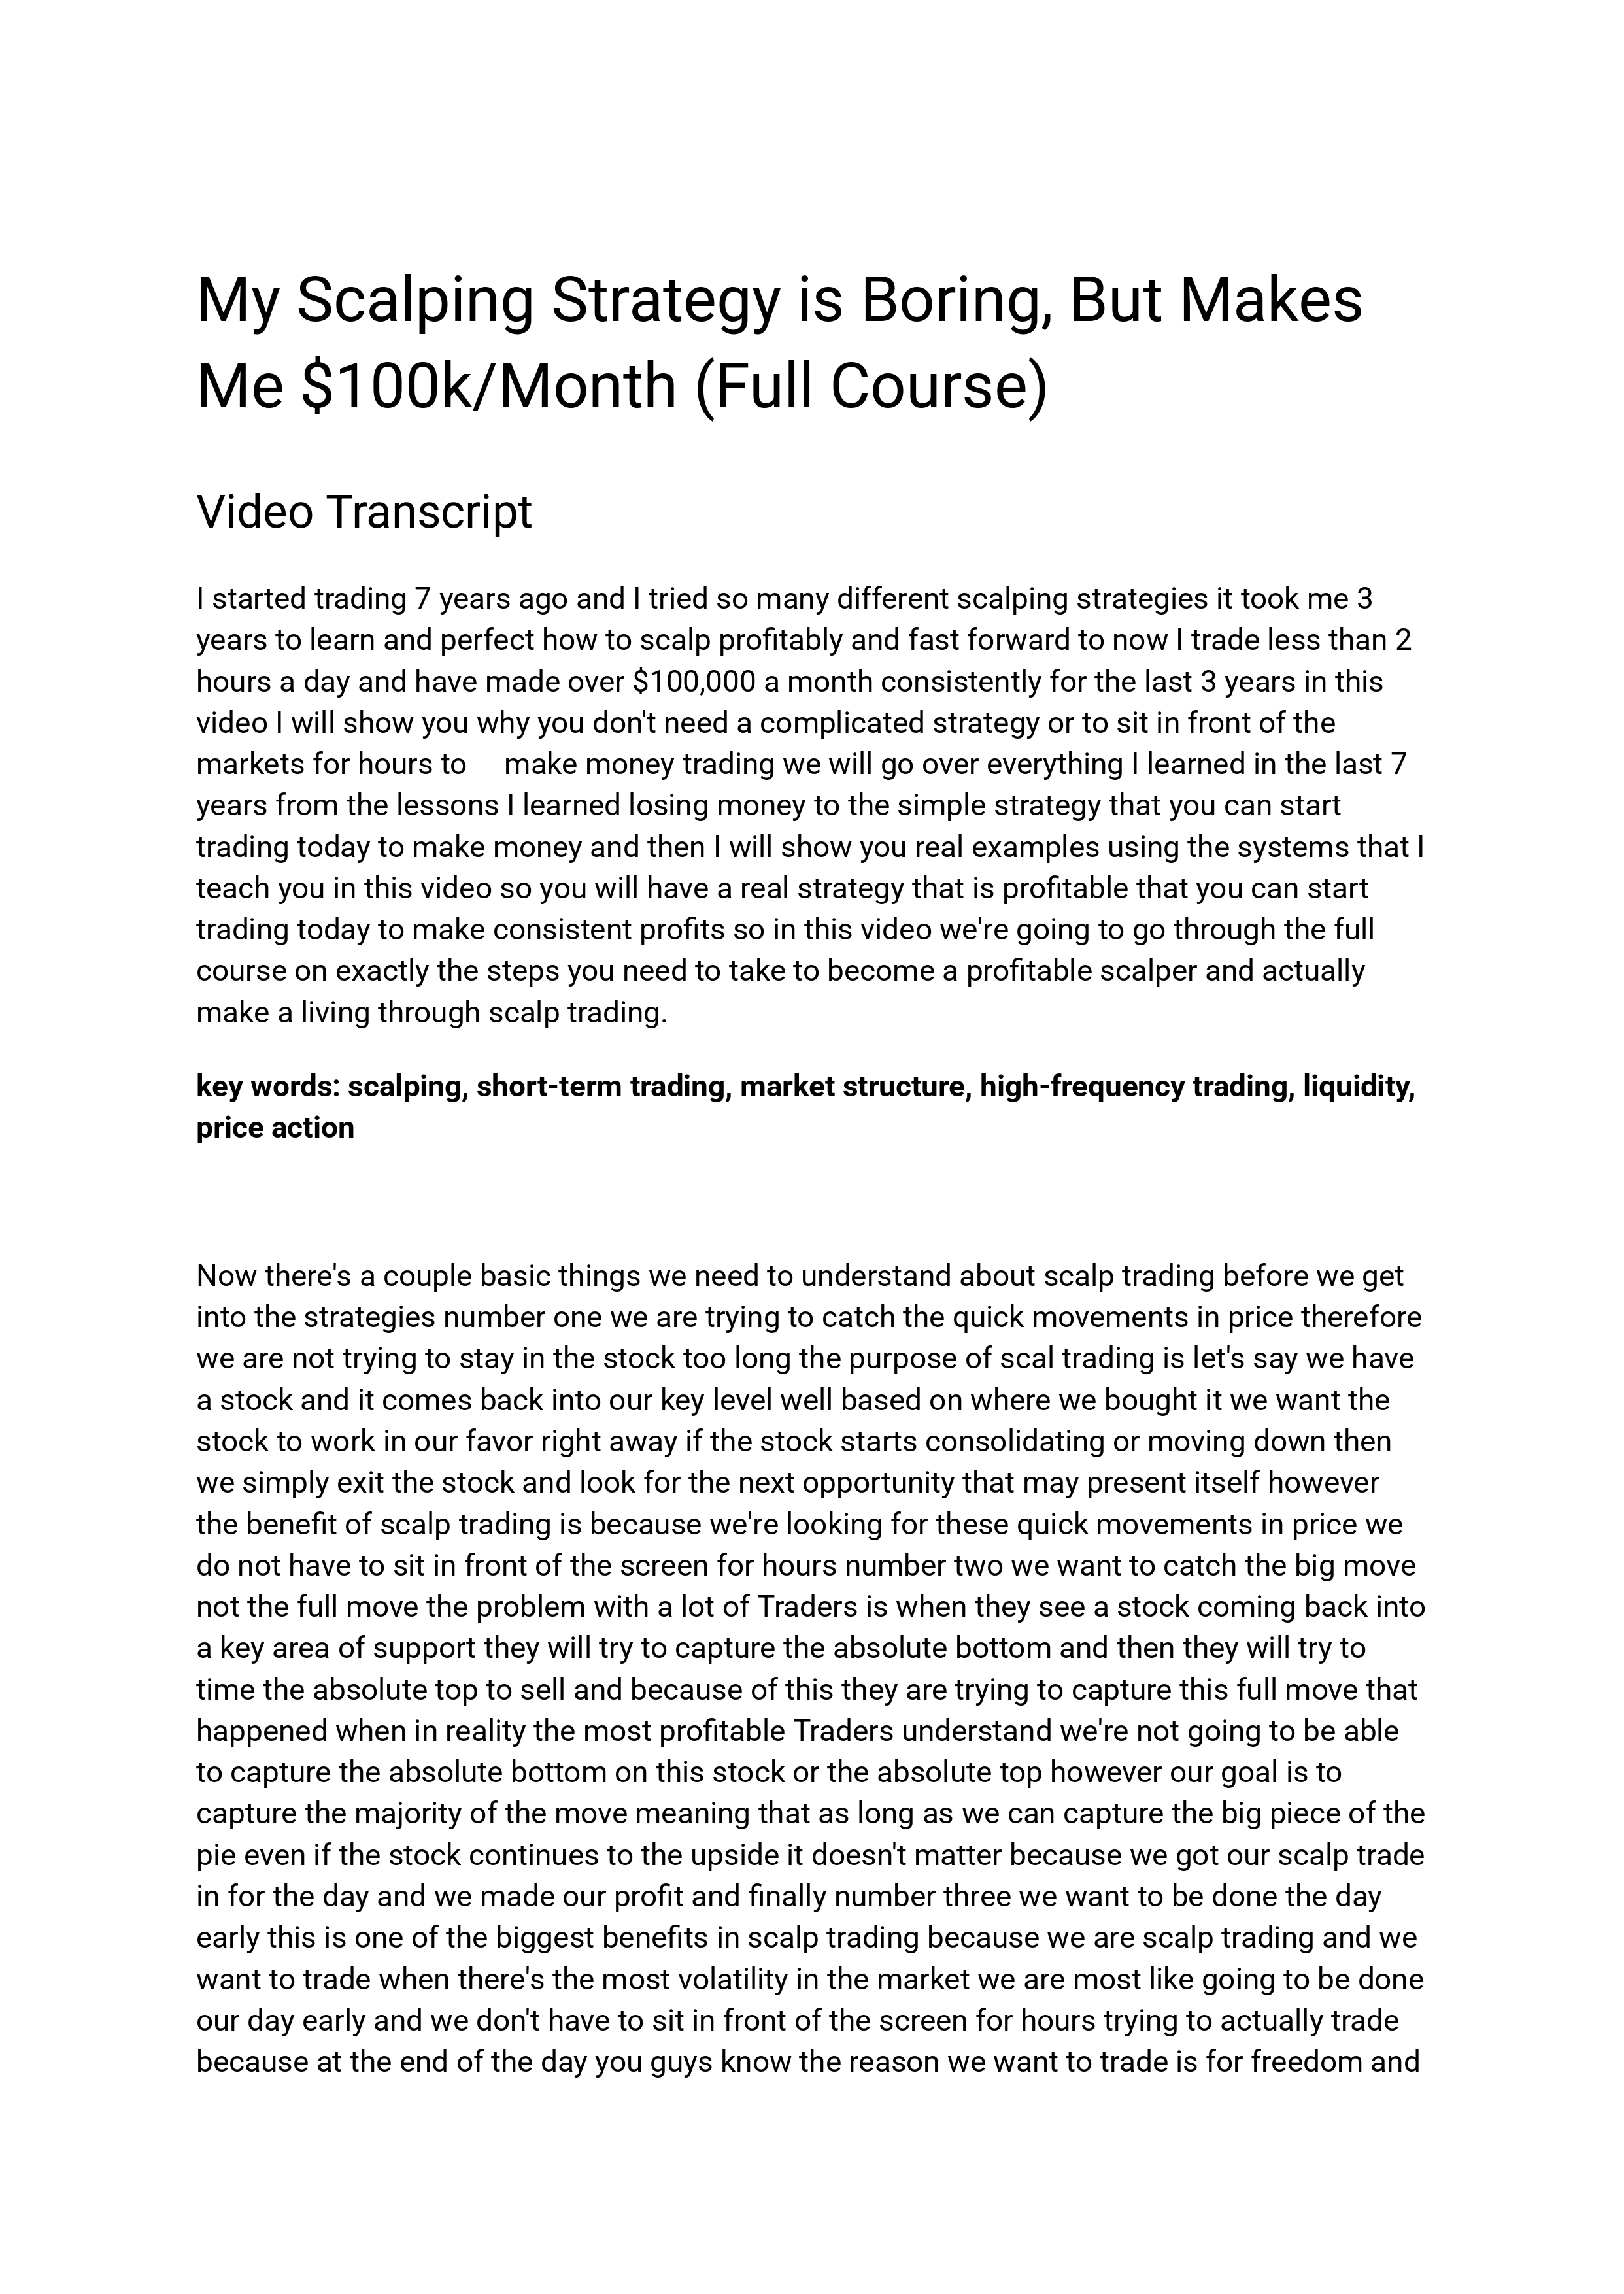 My Scalping Strategy is Boring, But Makes
Me $100k/Month (Full Course)
Video Transcript
I started trading 7 years ago and I tried so many different scalping strategies it took me 3
years to learn and perfect how to scalp profitably and fast forward to now I trade less than 2
hours a day and have made over $100,000 a month consistently for the last 3 years in this
video I will show you why you don't need a complicated strategy or to sit in front of the
markets for hours to make money trading we will go over everything I learned in the last 7
years from the lessons I learned losing money to the simple strategy that you can start
trading today to make money and then I will show you real examples using the systems that I
teach you in this video so you will have a real strategy that is profitable that you can start
trading today to make consistent profits so in this video we're going to go through the full
course on exactly the steps you need to take to become a profitable scalper and actually
make a living through scalp trading.
key words: scalping, short-term trading, market structure, high-frequency trading, liquidity,
price action
Now there's a couple basic things we need to understand about scalp trading before we get
into the strategies number one we are trying to catch the quick movements in price therefore
we are not trying to stay in the stock too long the purpose of scal trading is let's say we have
a stock and it comes back into our key level well based on where we bought it we want the
stock to work in our favor right away if the stock starts consolidating or moving down then
we simply exit the stock and look for the next opportunity that may present itself however
the benefit of scalp trading is because we're looking for these quick movements in price we
do not have to sit in front of the screen for hours number two we want to catch the big move
not the full move the problem with a lot of Traders is when they see a stock coming back into
a key area of support they will try to capture the absolute bottom and then they will try to
time the absolute top to sell and because of this they are trying to capture this full move that
happened when in reality the most profitable Traders understand we're not going to be able
to capture the absolute bottom on this stock or the absolute top however our goal is to
capture the majority of the move meaning that as long as we can capture the big piece of the
pie even if the stock continues to the upside it doesn't matter because we got our scalp trade
in for the day and we made our profit and finally number three we want to be done the day
early this is one of the biggest benefits in scalp trading because we are scalp trading and we
want to trade when there's the most volatility in the market we are most like going to be done
our day early and we don't have to sit in front of the screen for hours trying to actually trade
because at the end of the day you guys know the reason we want to trade is for freedom and